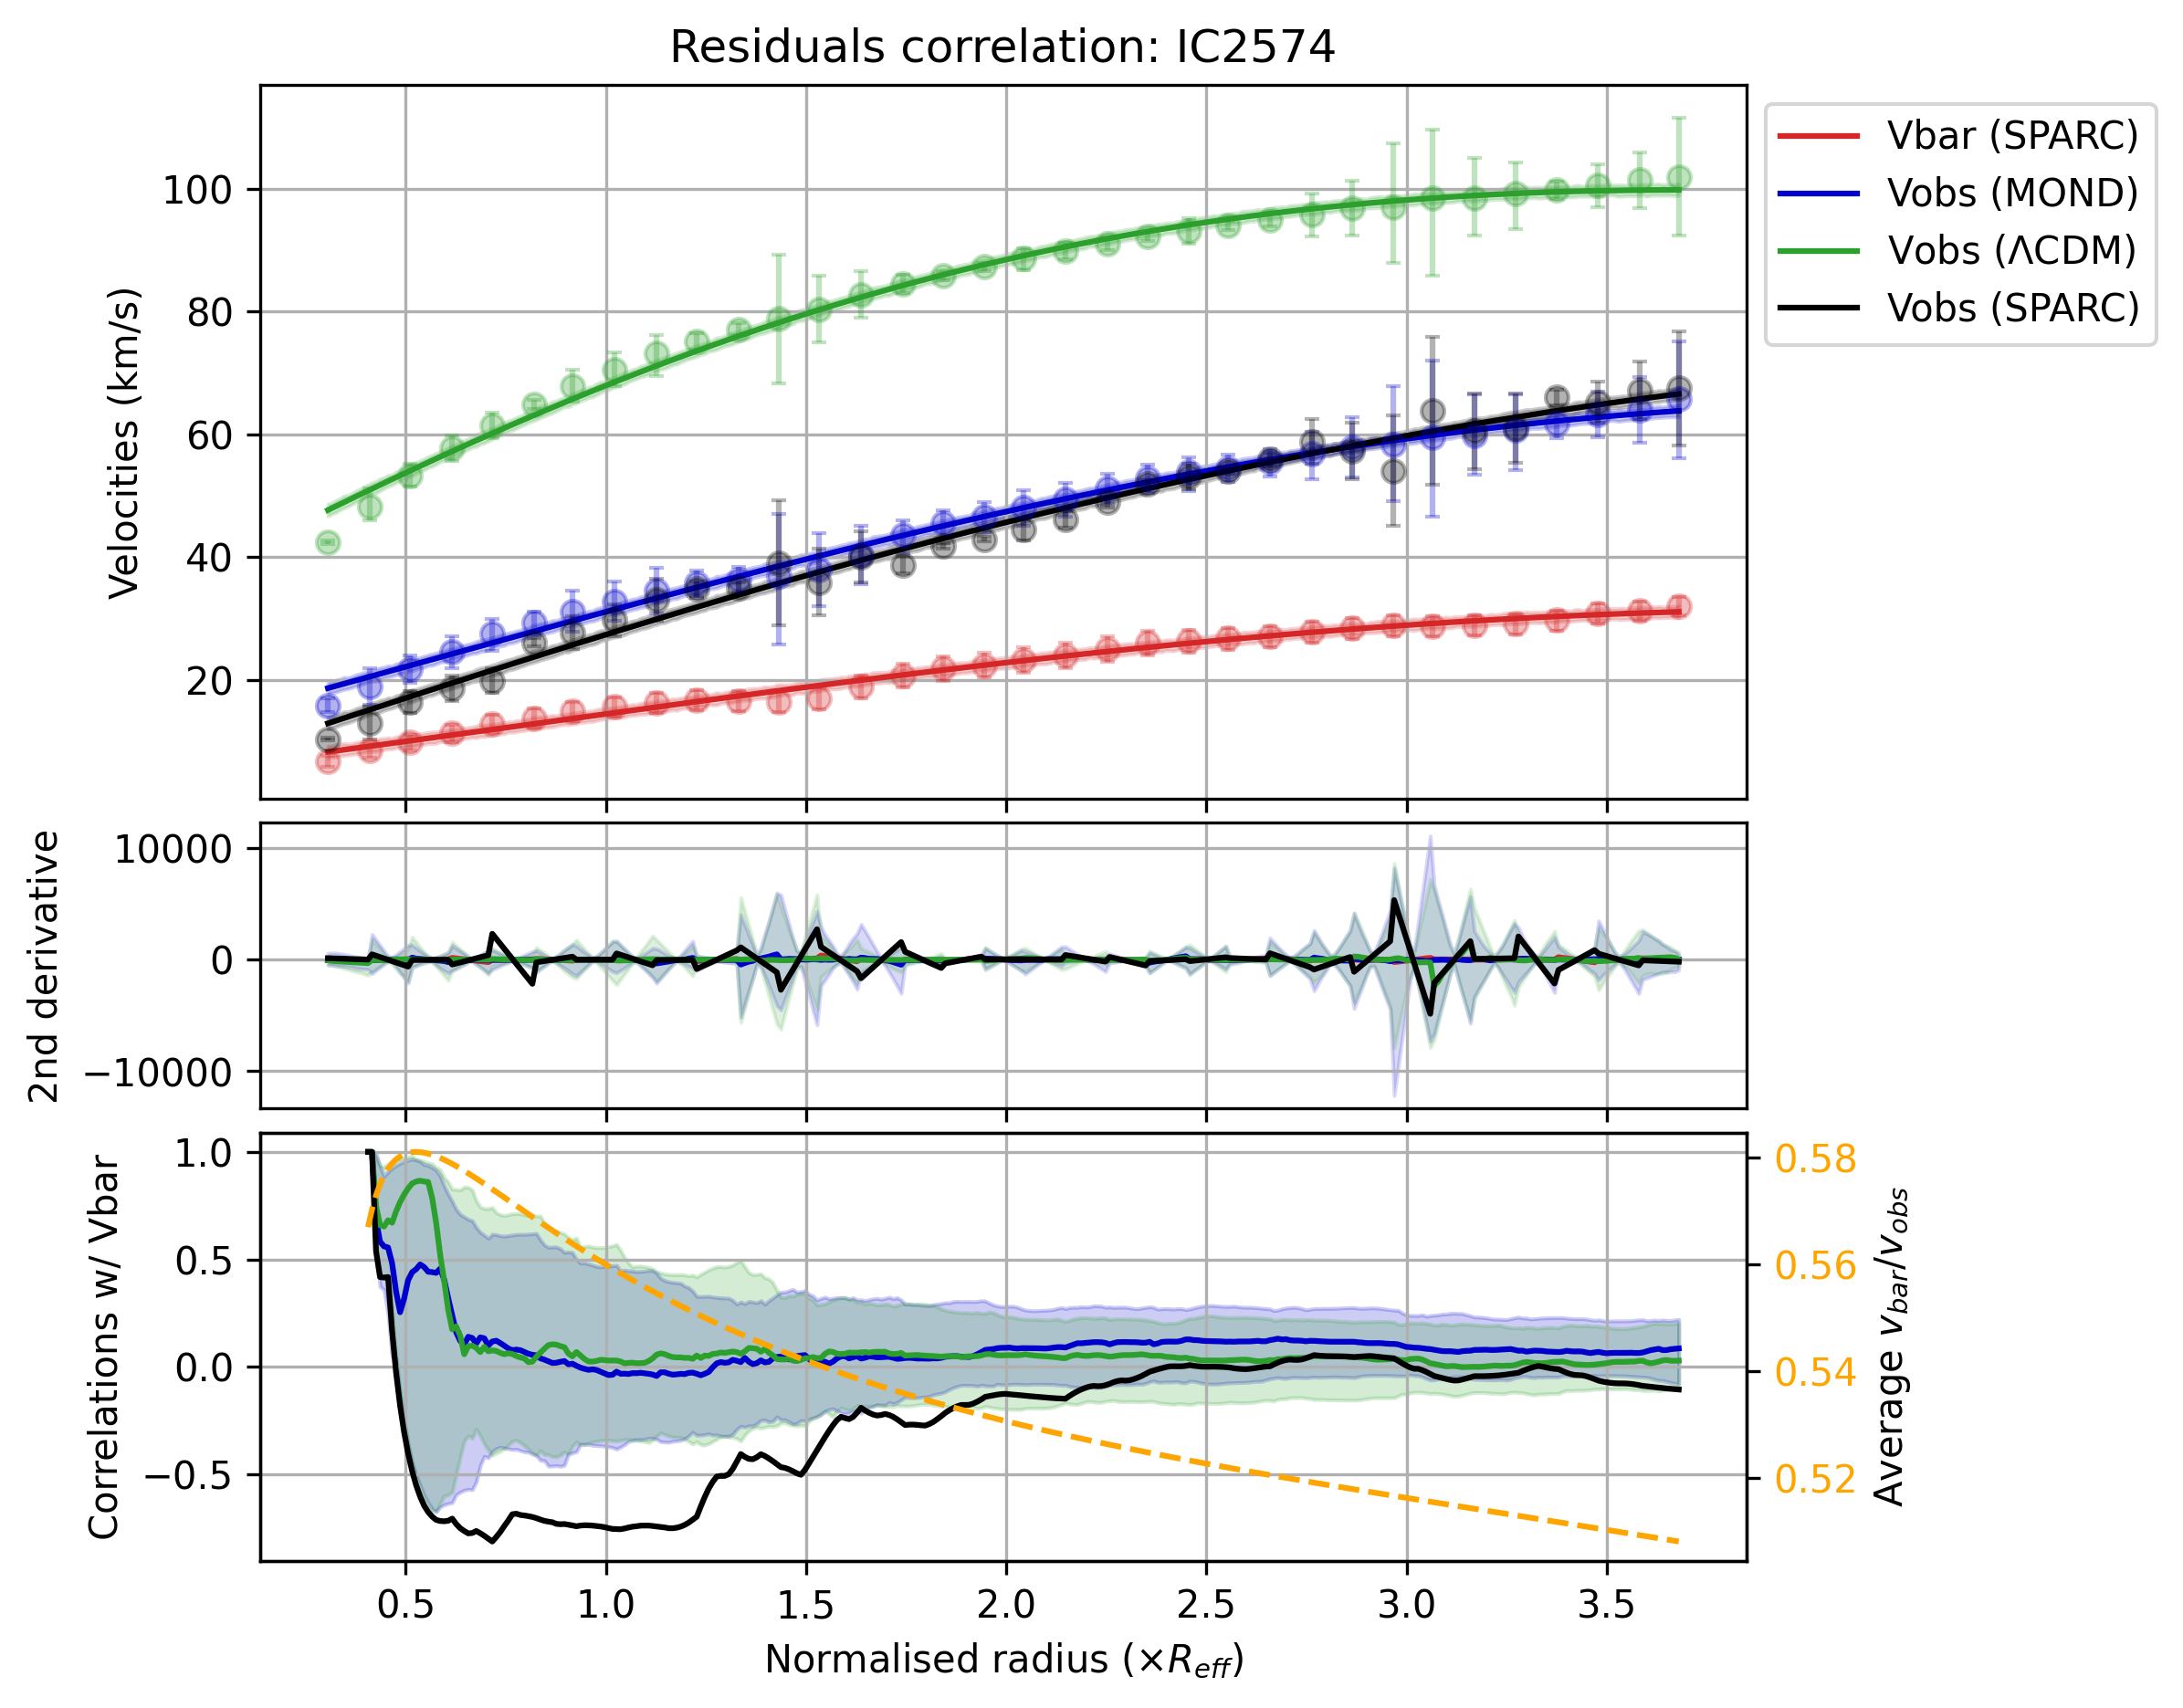 Residuals correlation: IC2574
Velocities (km/s)
100
80
60
40
20
Vbar (SPARC)
Vobs (MOND)
Vobs (ΛCDM)
Vobs (SPARC)
2nd derivative
10000
0
−10000
Correlations w/ Vbar
1.0
0.5
0.0
−0.5
0.58
0.56
0.54
0.52
Average v_bar/v_obs
0.5 1.0 1.5 2.0 2.5 3.0 3.5
Normalised radius (×R_eff)